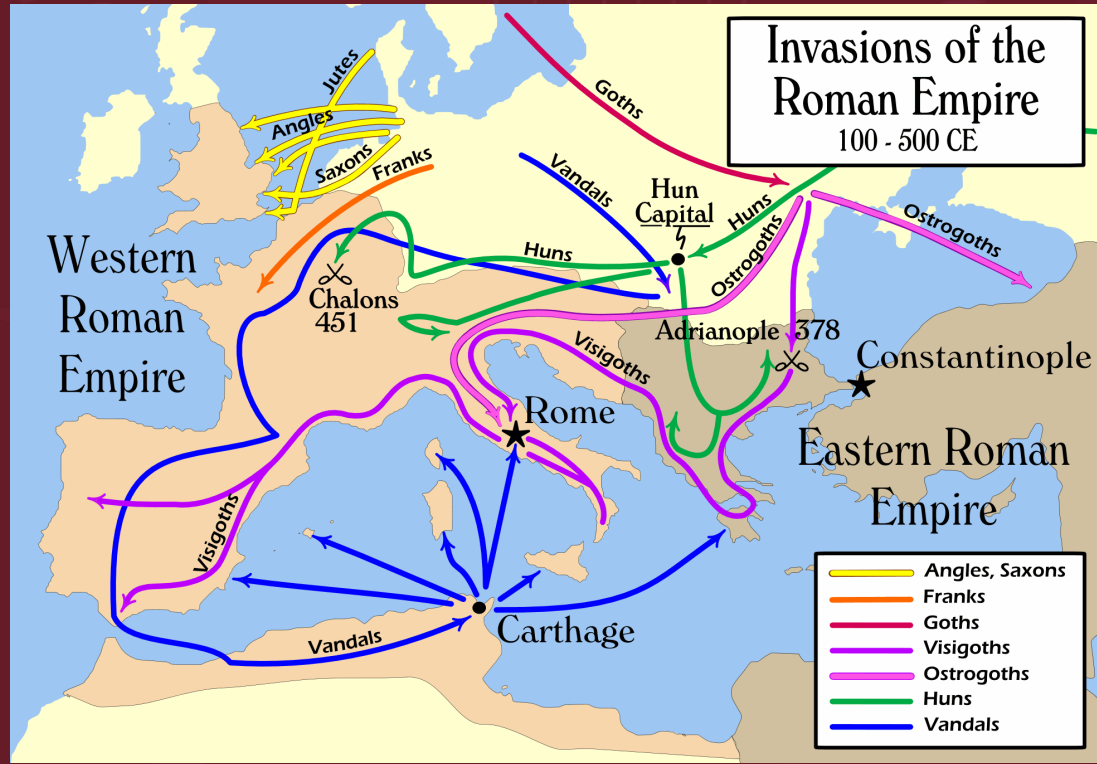 Invasions of the
Roman Empire
100 - 500 CE
Jutes
Angles
Saxons
Franks
Goths
Vandals
Hun
Capital
Huns
Ostrogoths
Ostrogoths
Huns
Western
Roman
Empire
Chalons
451
Adrianople 378
Constantinople
Visigoths
Rome
Eastern Roman
Empire
Visigoths
Carthage
Vandals
Angles, Saxons
Franks
Goths
Visigoths
Ostrogoths
Huns
Vandals